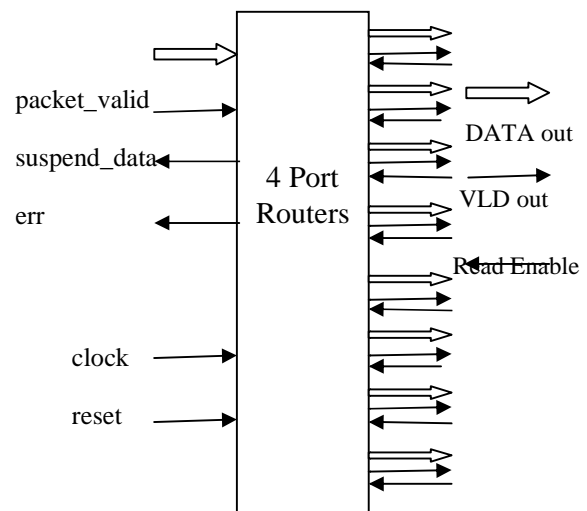 packet_valid
suspend_data
err
clock
reset
4 Port
Routers
DATA out
VLD out
Read Enable